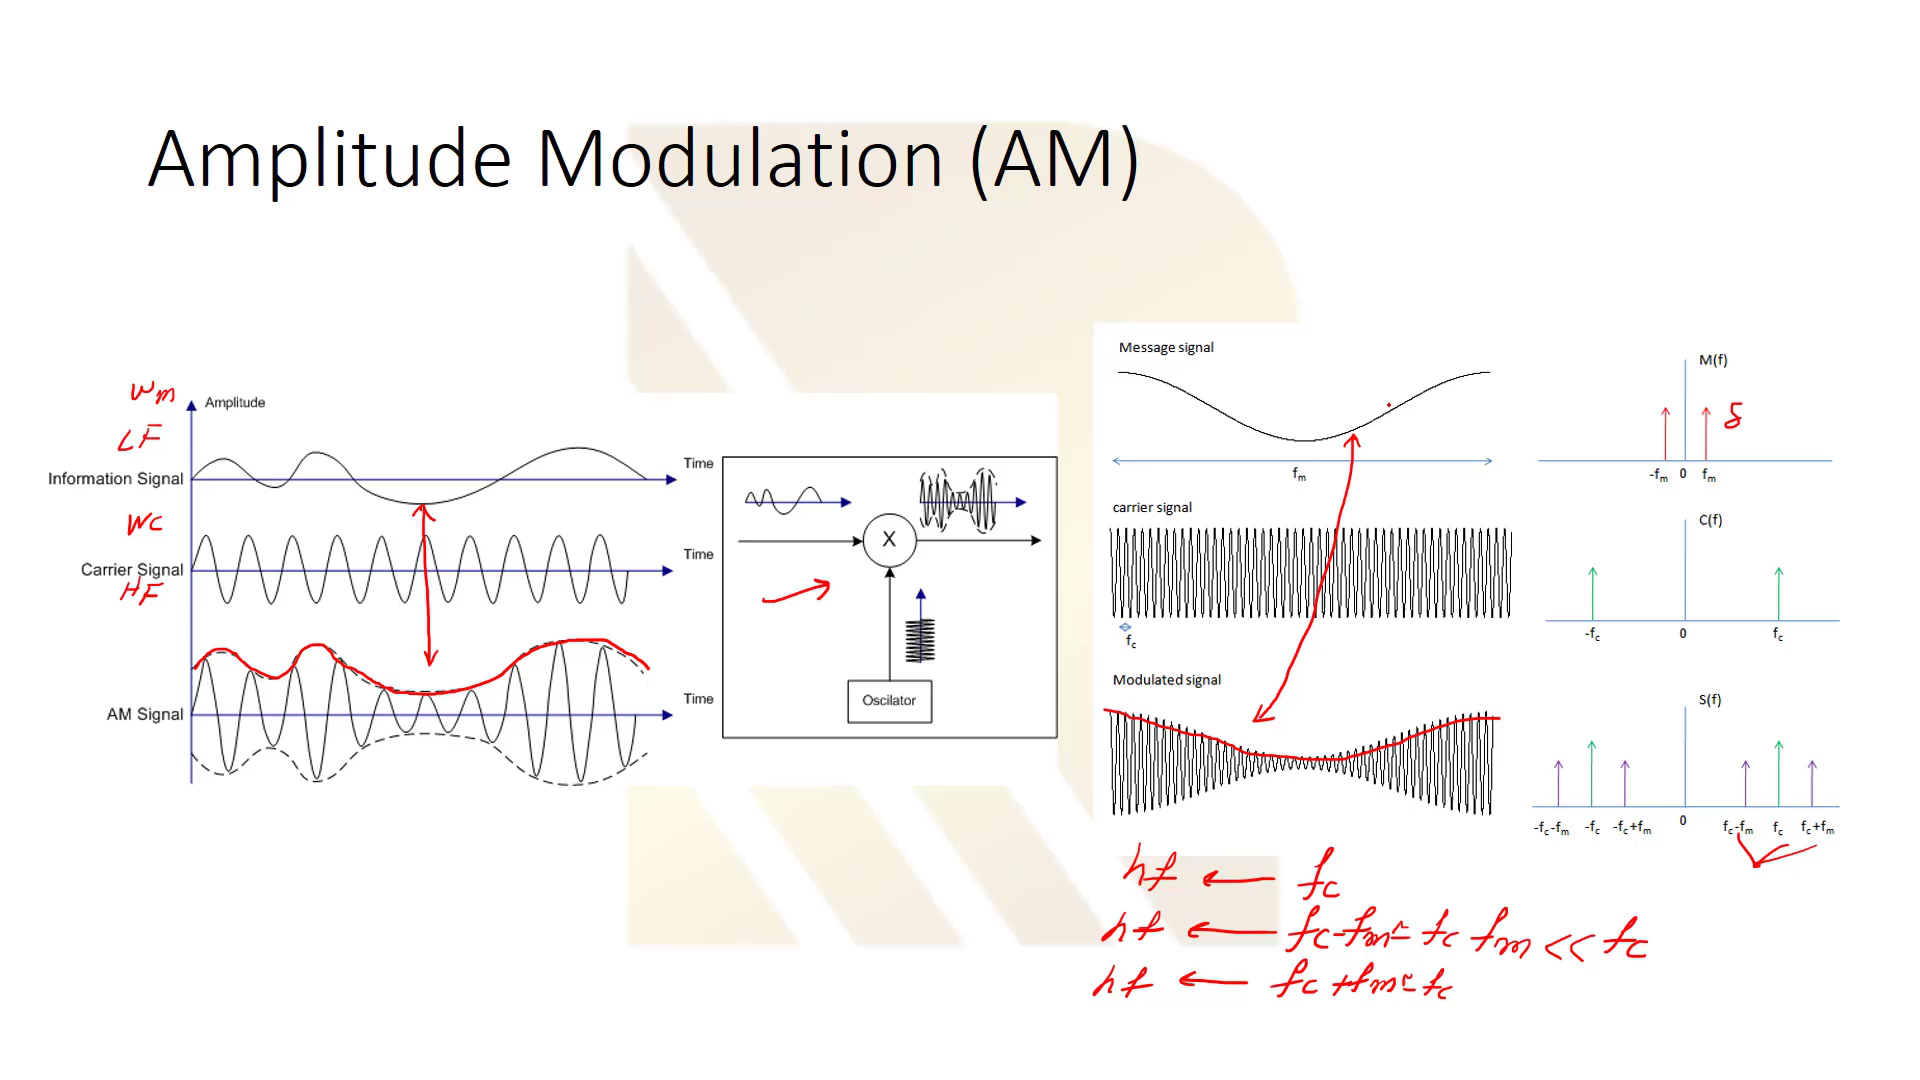 Amplitude Modulation (AM)
wm
Amplitude
LF
Information Signal
Time
wc
Carrier Signal
Time
HF
AM Signal
Time
X
Oscilator
Message signal
fm
carrier signal
fc
Modulated signal
M(f)
δ
-fm 0 fm
C(f)
-fc 0 fc
S(f)
-fc-fm -fc -fc+fm 0 fc-fm fc fc+fm
hf ← fc
hf ← fc-fm ≃ fc fm << fc
hf ← fc +fm ≃ fc